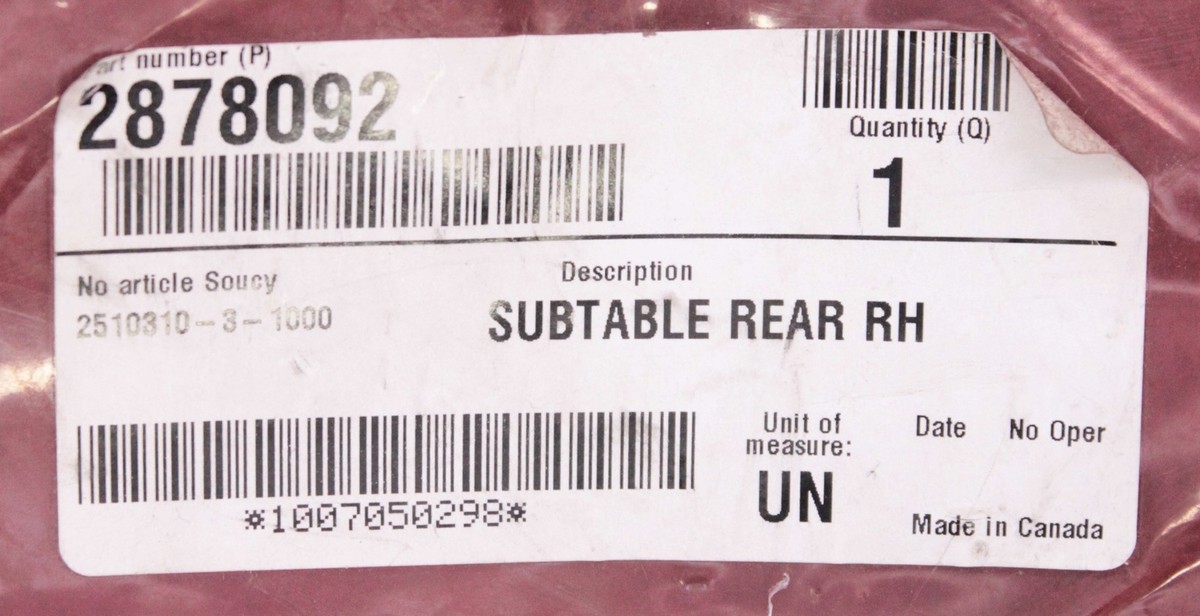 Part number (P)
2878092
Quantity (Q)
1
No article Soucy
2510310-3-1000
Description
SUBTABLE REAR RH
*1007050298*
Unit of
measure:
UN
Date
No Oper
Made in Canada